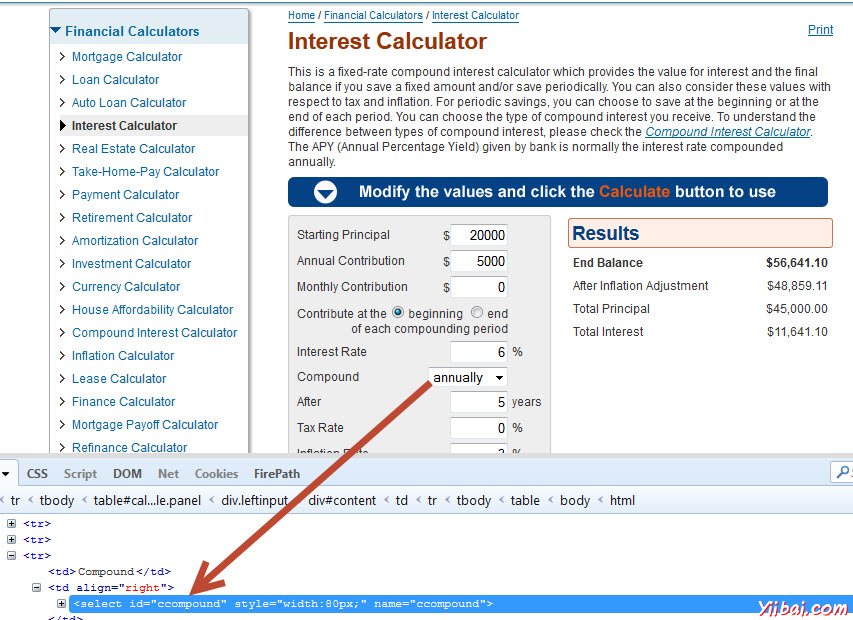 Financial Calculators
Mortgage Calculator
Loan Calculator
Auto Loan Calculator
Interest Calculator
Real Estate Calculator
Take-Home-Pay Calculator
Payment Calculator
Retirement Calculator
Amortization Calculator
Investment Calculator
Currency Calculator
House Affordability Calculator
Compound Interest Calculator
Inflation Calculator
Lease Calculator
Finance Calculator
Mortgage Payoff Calculator
Refinance Calculator
Home / Financial Calculators / Interest Calculator
Interest Calculator
Print
This is a fixed-rate compound interest calculator which provides the value for interest and the final
balance if you save a fixed amount and/or save periodically. You can also consider these values with
respect to tax and inflation. For periodic savings, you can choose to save at the beginning or at the
end of each period. You can choose the type of compound interest you receive. To understand the
difference between types of compound interest, please check the Compound Interest Calculator.
The APY (Annual Percentage Yield) given by bank is normally the interest rate compounded
annually.
Modify the values and click the Calculate button to use
Starting Principal $ 20000
Annual Contribution $ 5000
Monthly Contribution $ 0
Contribute at the beginning end
of each compounding period
Interest Rate 6 %
Compound annually
After 5 years
Tax Rate 0 %
Results
End Balance $56,641.10
After Inflation Adjustment $48,859.11
Total Principal $45,000.00
Total Interest $11,641.10
CSS Script DOM Net Cookies FirePath
< tr < tbody < table#cal...le.panel < div.leftinput div#content < td < tr < tbody < table < body < html
<tr>
<tr>
<tr>
<td>Compound</td>
<td align="right">
<select id="ccompound" style="width:80px;" name="ccompound">
</td>
Yiibai.com